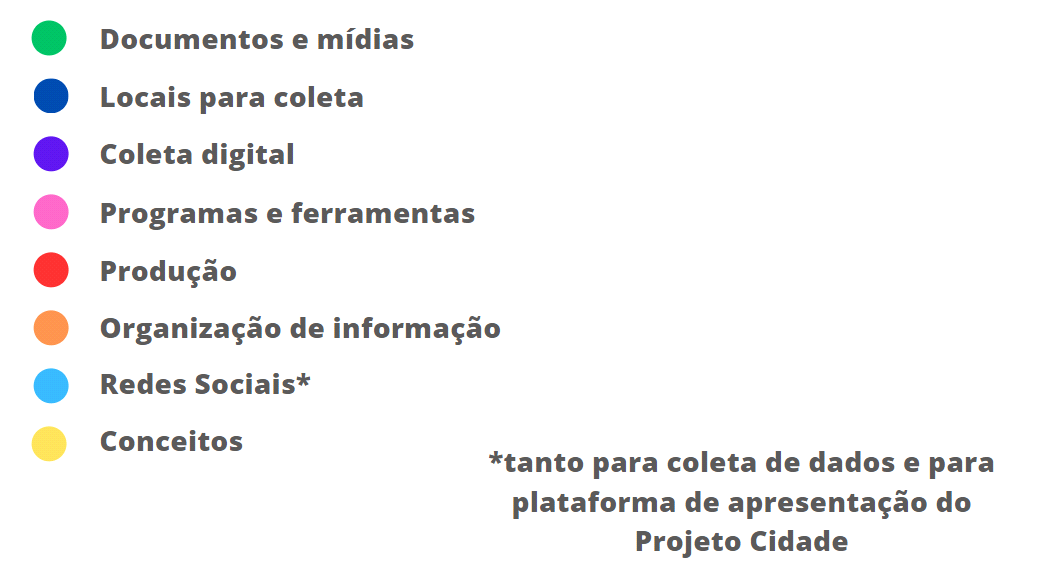 Documentos e mídias
Locais para coleta
Coleta digital
Programas e ferramentas
Produção
Organização de informação
Redes Sociais*
Conceitos
*tanto para coleta de dados e para
plataforma de apresentação do
Projeto Cidade